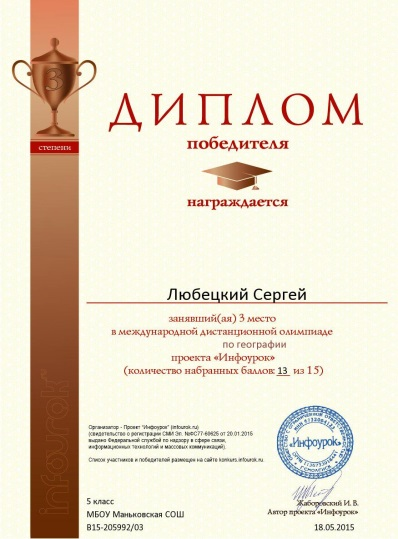 3
степени
ДИПЛОМ
победителя
награждается
Любецкий Сергей
занявший(ая) 3 место
в международной дистанционной олимпиаде
по географии
проекта «Инфоурок»
(количество набранных баллов: 13 из 15)
Организатор - Проект "Инфоурок" (infourok.ru)
(свидетельство о регистрации СМИ Эл. №ФС77-60625 от 20.01.2015
выдано Федеральной службой по надзору в сфере связи,
информационных технологий и массовых коммуникаций).
Список участников и победителей размещен на сайте konkurs.infourok.ru
infourok
«Инфоурок»
5 класс
МБОУ Маньковская СОШ
В15-205992/03
Жаборовский И. В.
Автор проекта «Инфоурок»
18.05.2015